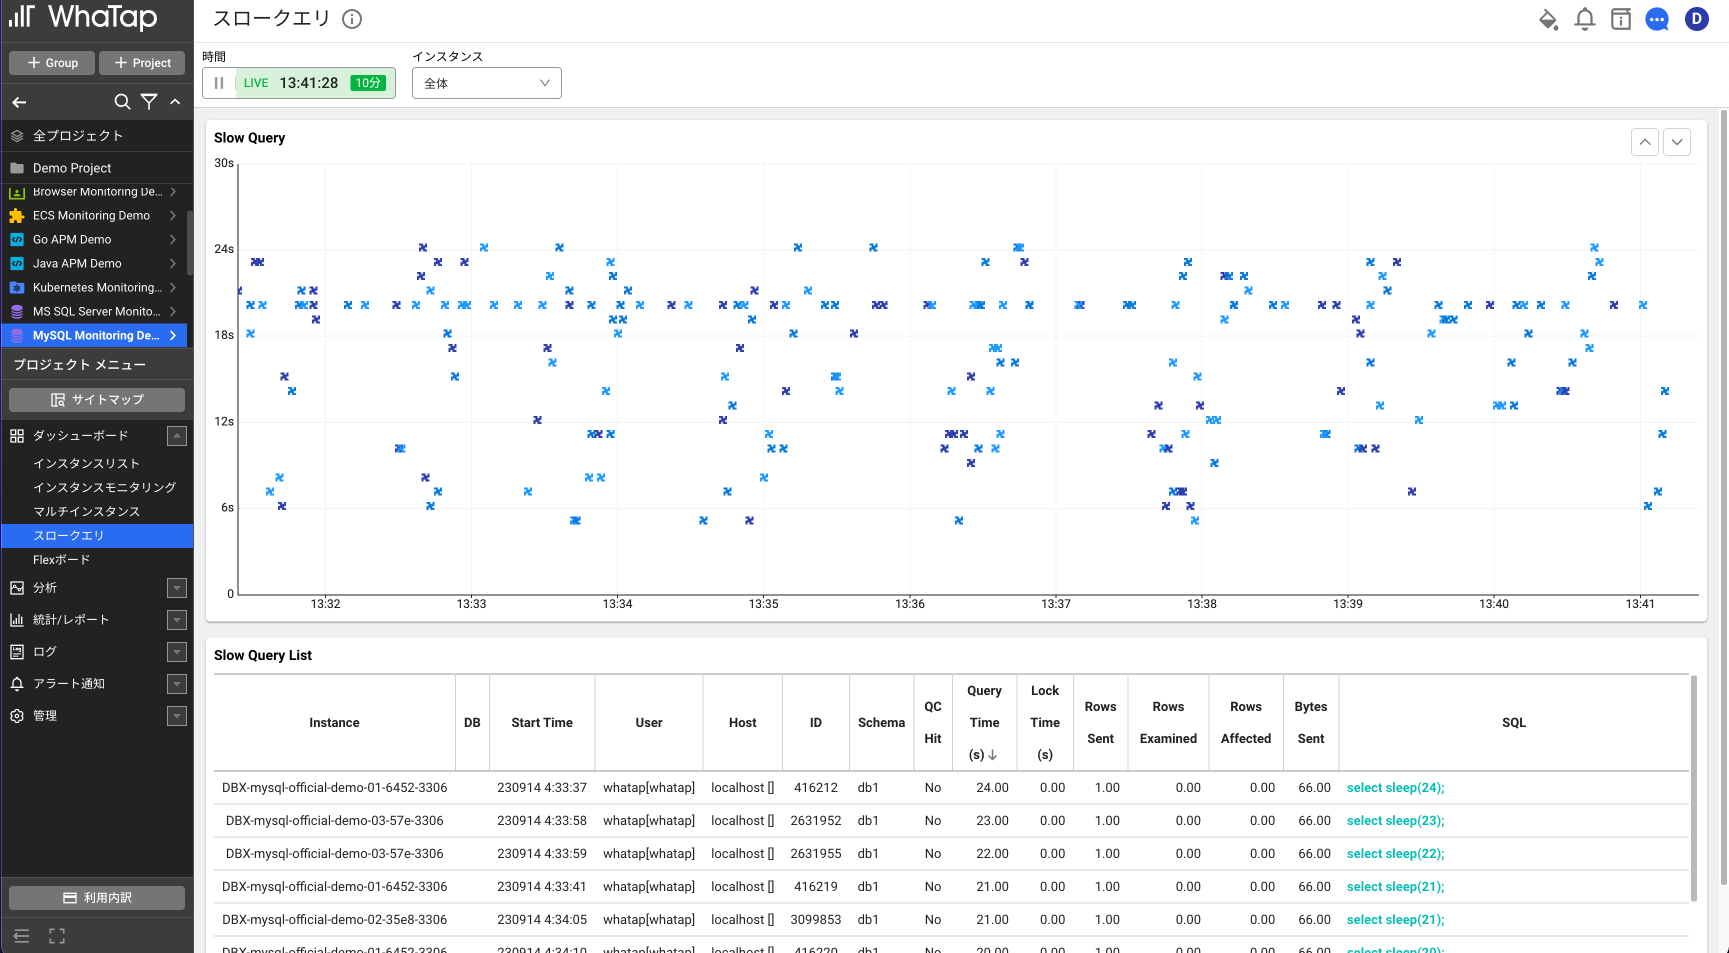 WhaTap
スロークエリ
D
+ Group
+ Project
全プロジェクト
Demo Project
Browser Monitoring De...
ECS Monitoring Demo
Go APM Demo
Java APM Demo
Kubernetes Monitoring...
MS SQL Server Monito...
MySQL Monitoring De...
プロジェクト メニュー
サイトマップ
ダッシュボード
インスタンスリスト
インスタンスモニタリング
マルチインスタンス
スロークエリ
Flexボード
分析
統計/レポート
ログ
アラート通知
管理
利用内訳
時間
インスタンス
LIVE 13:41:28 10分
全体
Slow Query
30s
24s
18s
12s
6s
0
13:32 13:33 13:34 13:35 13:36 13:37 13:38 13:39 13:40 13:41
Slow Query List
Instance DB Start Time User Host ID Schema QC Hit Query Time (s) ↓ Lock Time (s) Rows Sent Rows Examined Rows Affected Bytes Sent SQL
DBX-mysql-official-demo-01-6452-3306 230914 4:33:37 whatap[whatap] localhost [] 416212 db1 No 24.00 0.00 1.00 0.00 0.00 66.00 select sleep(24);
DBX-mysql-official-demo-03-57e-3306 230914 4:33:58 whatap[whatap] localhost [] 2631952 db1 No 23.00 0.00 1.00 0.00 0.00 66.00 select sleep(23);
DBX-mysql-official-demo-03-57e-3306 230914 4:33:59 whatap[whatap] localhost [] 2631955 db1 No 22.00 0.00 1.00 0.00 0.00 66.00 select sleep(22);
DBX-mysql-official-demo-01-6452-3306 230914 4:33:41 whatap[whatap] localhost [] 416219 db1 No 21.00 0.00 1.00 0.00 0.00 66.00 select sleep(21);
DBX-mysql-official-demo-02-35e8-3306 230914 4:34:05 whatap[whatap] localhost [] 3099853 db1 No 21.00 0.00 1.00 0.00 0.00 66.00 select sleep(21);
DBX-mysql-official-demo-01-6452-3306 230914 4:34:10 whatap[whatap] localhost [] 416220 db1 No 20.00 0.00 1.00 0.00 0.00 66.00 select sleep(20);